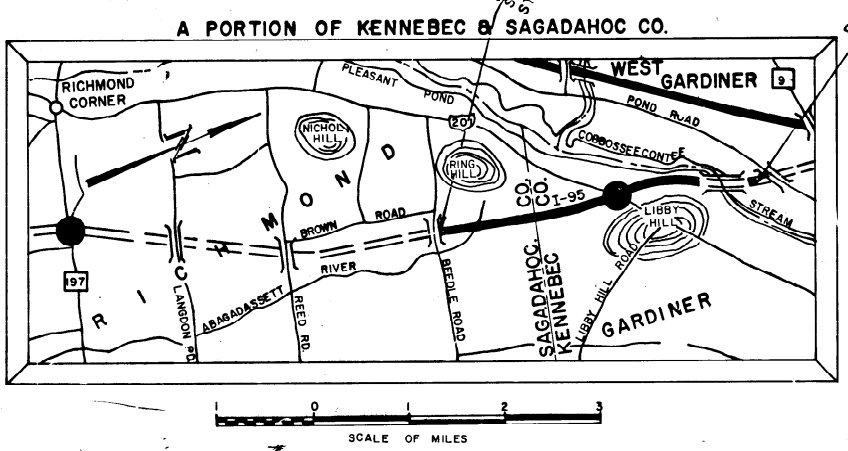 A PORTION OF KENNEBEC & SAGADAHOC CO.
RICHMOND
CORNER
PLEASANT POND
WEST
GARDINER
9
POND ROAD
NICHOLS
HILL
201
COBBOSSEECONTEE
STREAM
RING
HILL
RICHMOND
BROWN ROAD
I-95
CO.
CO.
SAGADAHOC
KENNEBEC
LIBBY
HILL
197
ABAGADASSETT RIVER
LANGDON RD.
REED RD.
BEEDLE ROAD
LIBBY HILL ROAD
GARDINER
1 0 1 2 3
SCALE OF MILES